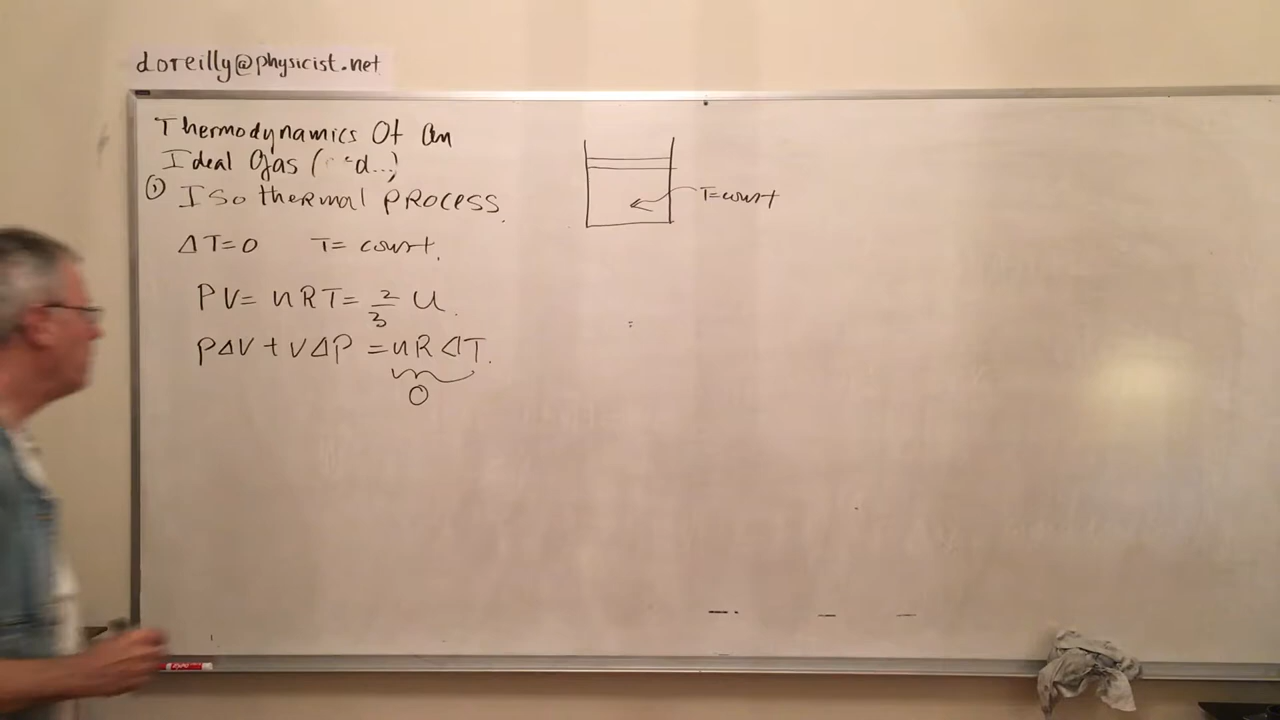 doreilly@physicist.net
Thermodynamics Of An
Ideal Gas (
① Isothermal Process.
T=const
ΔT=0 T= const.
PV= nRT= 2/3 U.
PΔV + VΔP = nRΔT.
0